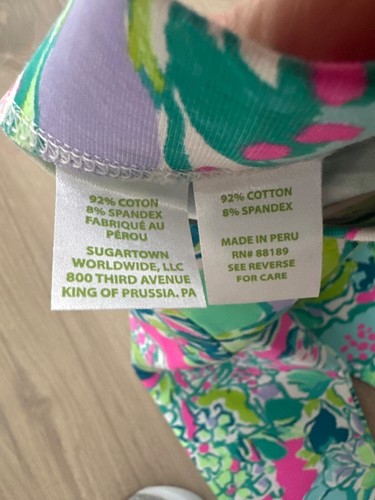 92% COTON
8% SPANDEX
FABRIQUÉ AU
PÉROU
SUGARTOWN
WORLDWIDE, LLC
800 THIRD AVENUE
KING OF PRUSSIA. PA
92% COTTON
8% SPANDEX
MADE IN PERU
RN# 88189
SEE REVERSE
FOR CARE